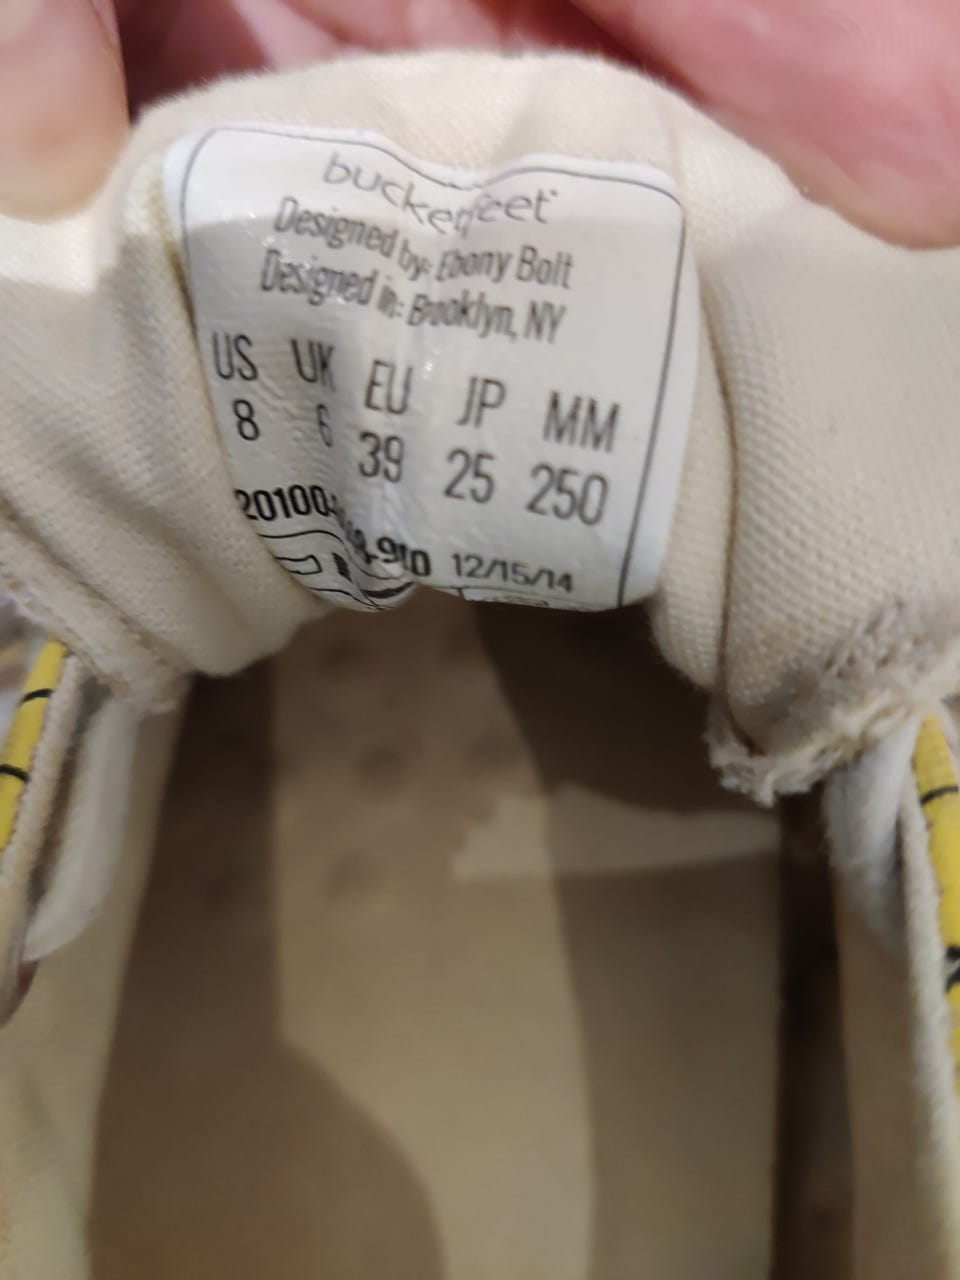 bucketfeet
Designed by: Ebony Bolt
Designed in: Brooklyn, NY
US UK EU JP MM
8 6 39 25 250
12/15/14